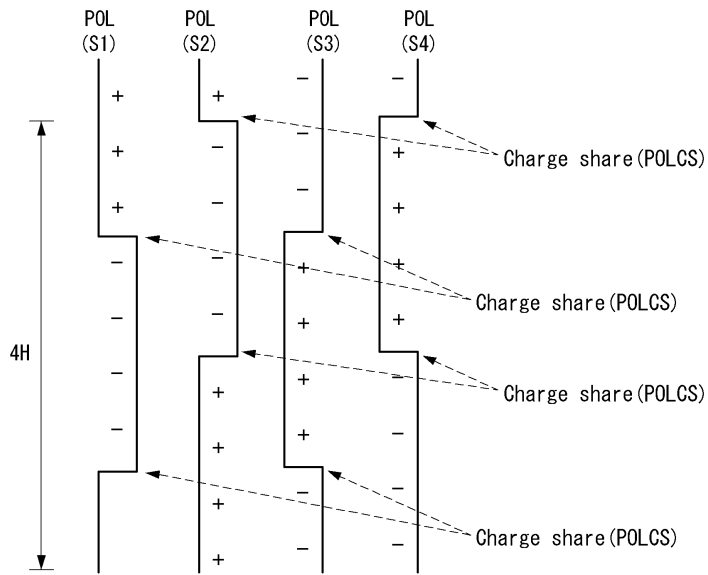 POL POL POL POL
(S1) (S2) (S3) (S4)
− −
+ +
Charge share(POLCS)
+ − − +
+ − − +
− − + +
Charge share(POLCS)
− − + +
4H
− + + −
Charge share(POLCS)
− + + −
+ − −
Charge share(POLCS)
+ − −